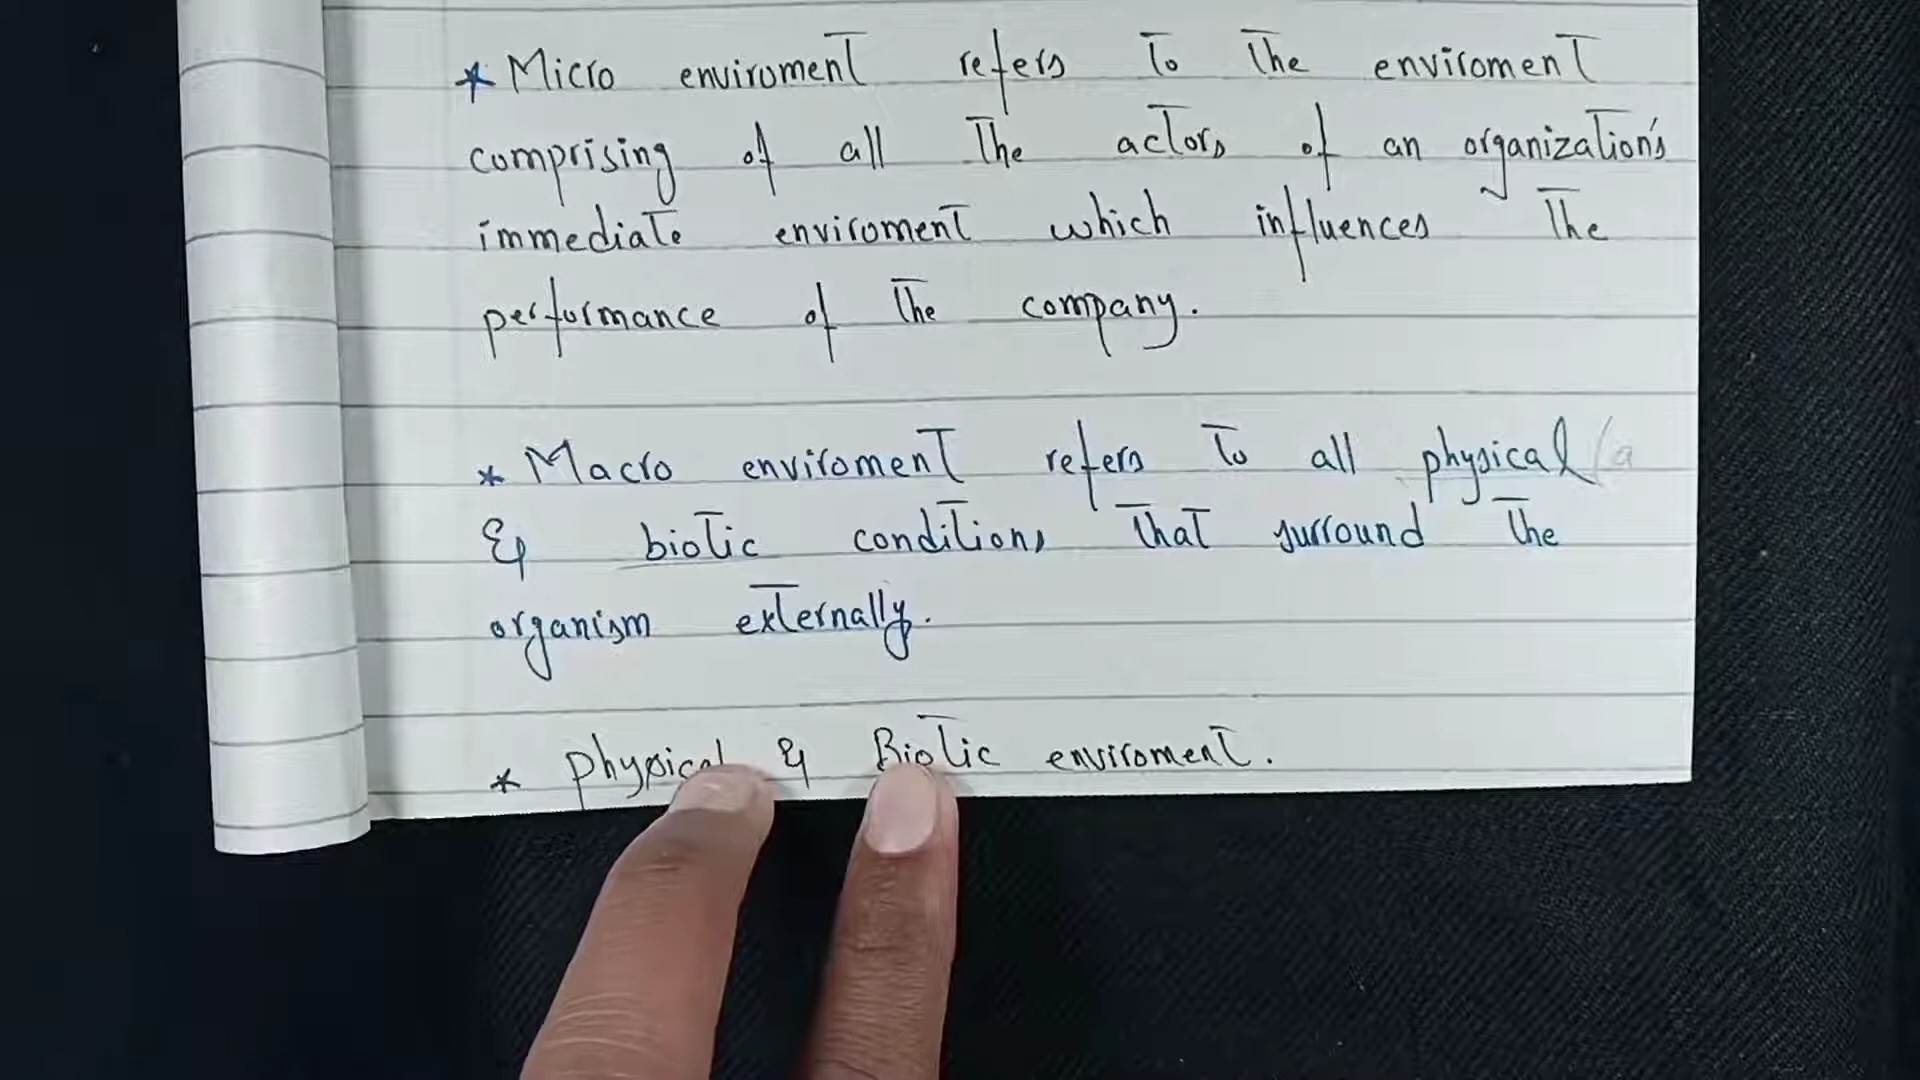 * Micro enviroment refers to the enviroment
comprising of all the actors of an organization's
immediate enviroment which influences the
performance of the company.
* Macro enviroment refers to all physical (a
& biotic conditions that surround the
organism externally.
* Physical & Biotic enviroment.